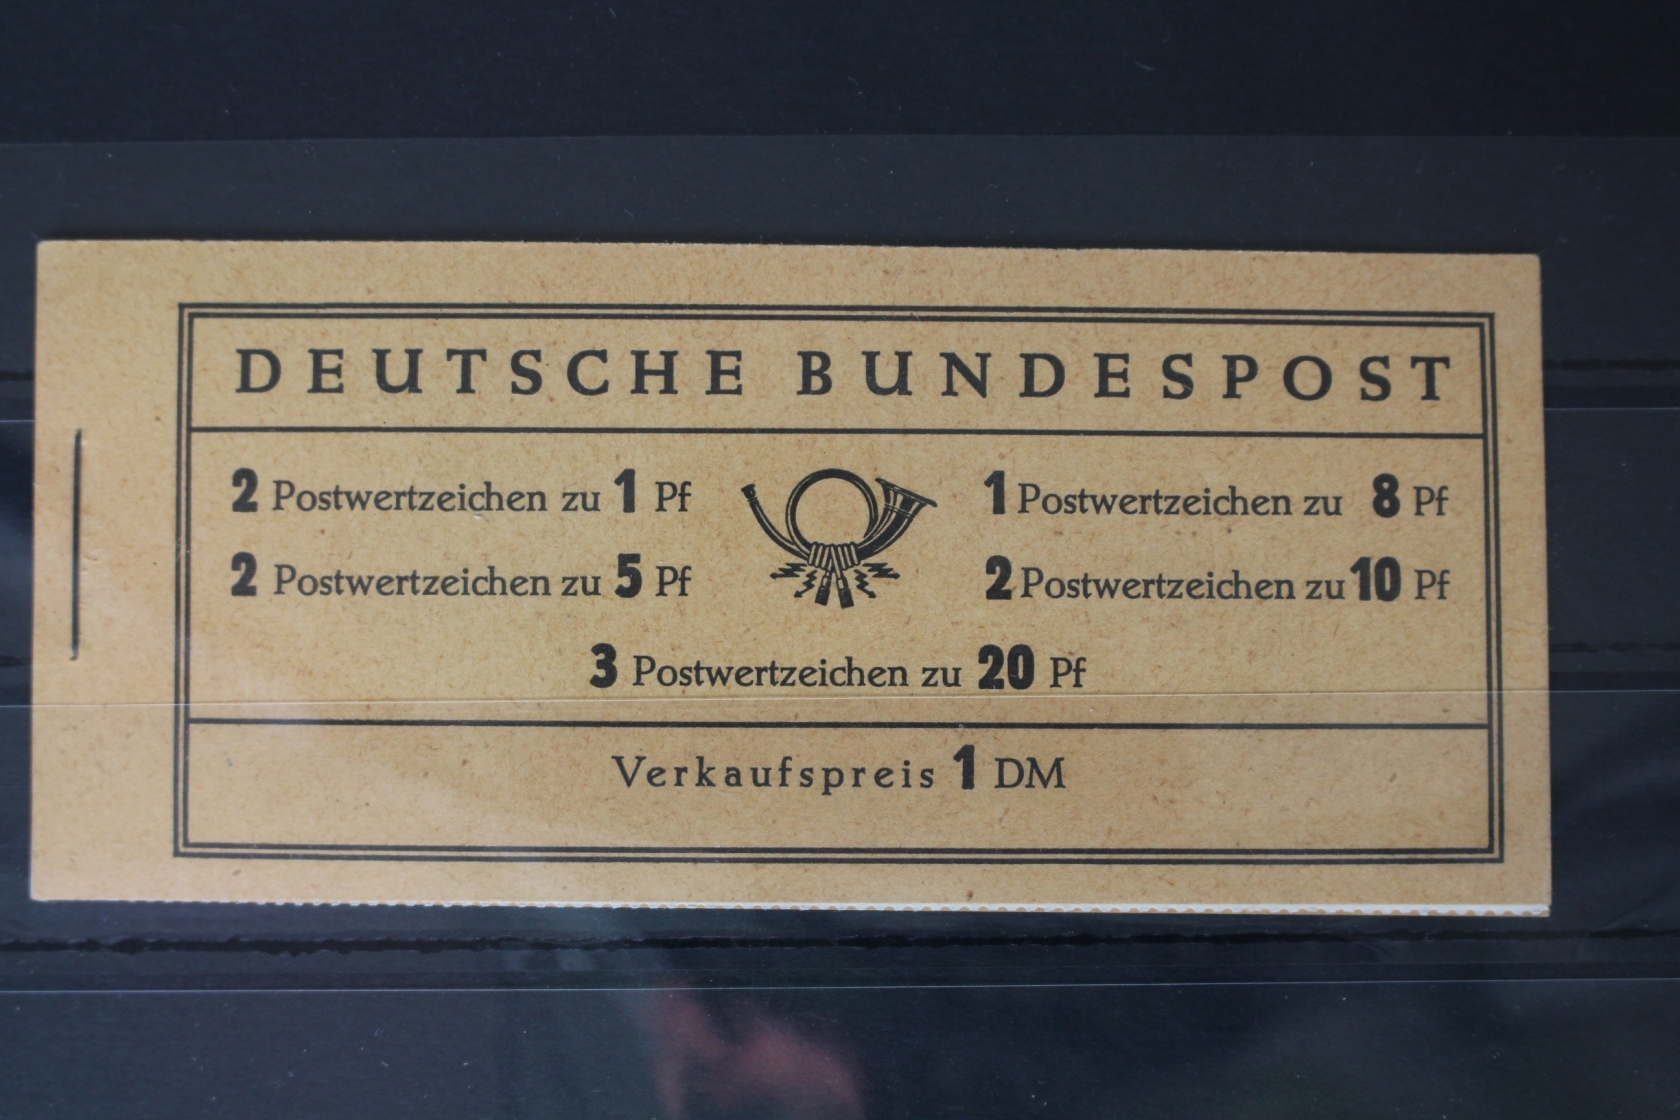 DEUTSCHE BUNDESPOST
2 Postwertzeichen zu 1 Pf
1 Postwertzeichen zu 8 Pf
2 Postwertzeichen zu 5 Pf
2 Postwertzeichen zu 10 Pf
3 Postwertzeichen zu 20 Pf
Verkaufspreis 1 DM